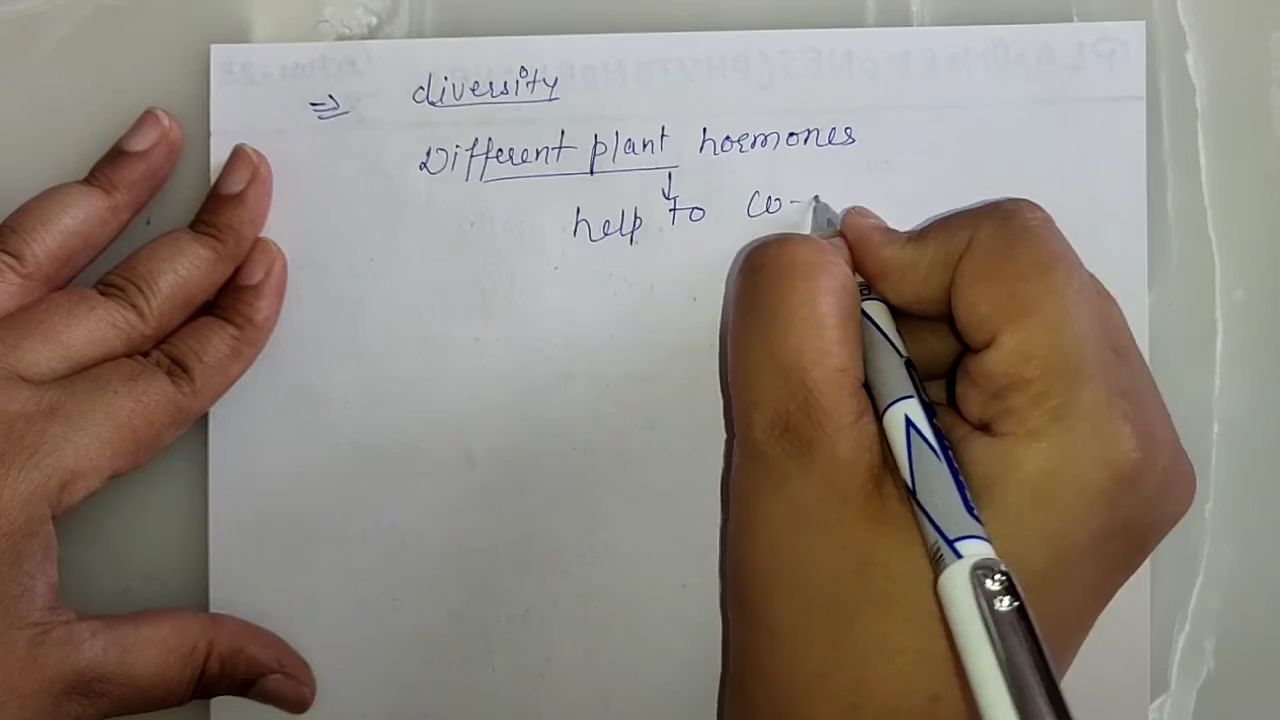 ⇒ diversity
Different plant hormones
↓
help to co-